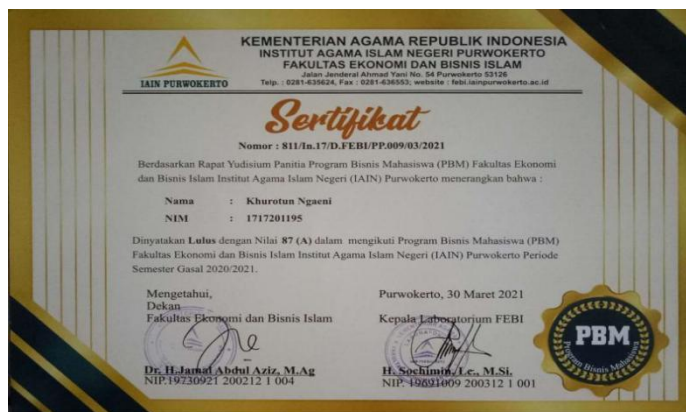 KEMENTERIAN AGAMA REPUBLIK INDONESIA
INSTITUT AGAMA ISLAM NEGERI PURWOKERTO
FAKULTAS EKONOMI DAN BISNIS ISLAM
Jalan Jenderal Ahmad Yani No. 54 Purwokerto 53126
Telp. : 0281-635624, Fax : 0281-636553; website : febi.iainpurwokerto.ac.id
IAIN PURWOKERTO
Sertifikat
Nomor : 811/In.17/D.FEBI/PP.009/03/2021
Berdasarkan Rapat Yudisium Panitia Program Bisnis Mahasiswa (PBM) Fakultas Ekonomi
dan Bisnis Islam Institut Agama Islam Negeri (IAIN) Purwokerto menerangkan bahwa :
Nama : Khurotun Ngaeni
NIM : 1717201195
Dinyatakan Lulus dengan Nilai 87 (A) dalam mengikuti Program Bisnis Mahasiswa (PBM)
Fakultas Ekonomi dan Bisnis Islam Institut Agama Islam Negeri (IAIN) Purwokerto Periode
Semester Gasal 2020/2021.
Mengetahui,
Dekan
Fakultas Ekonomi dan Bisnis Islam
Dr. H.Jamal Abdul Aziz, M.Ag
NIP.19730921 200212 1 004
Purwokerto, 30 Maret 2021
Kepala Laboratorium FEBI
H. Sochimin, Lc., M.Si.
NIP. 19691009 200312 1 001
PBM
Program Bisnis Mahasiswa